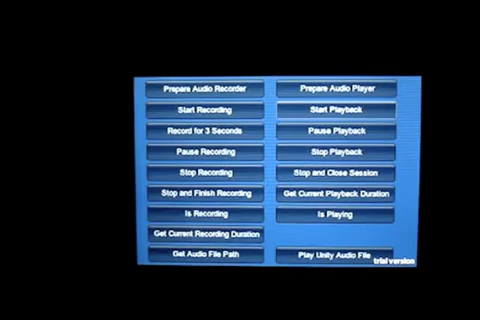 Prepare Audio Recorder
Prepare Audio Player
Start Recording
Start Playback
Record for 3 Seconds
Pause Playback
Pause Recording
Stop Playback
Stop Recording
Stop and Close Session
Stop and Finish Recording
Get Current Playback Duration
Is Recording
Is Playing
Get Current Recording Duration
Get Audio File Path
Play Unity Audio File
trial version